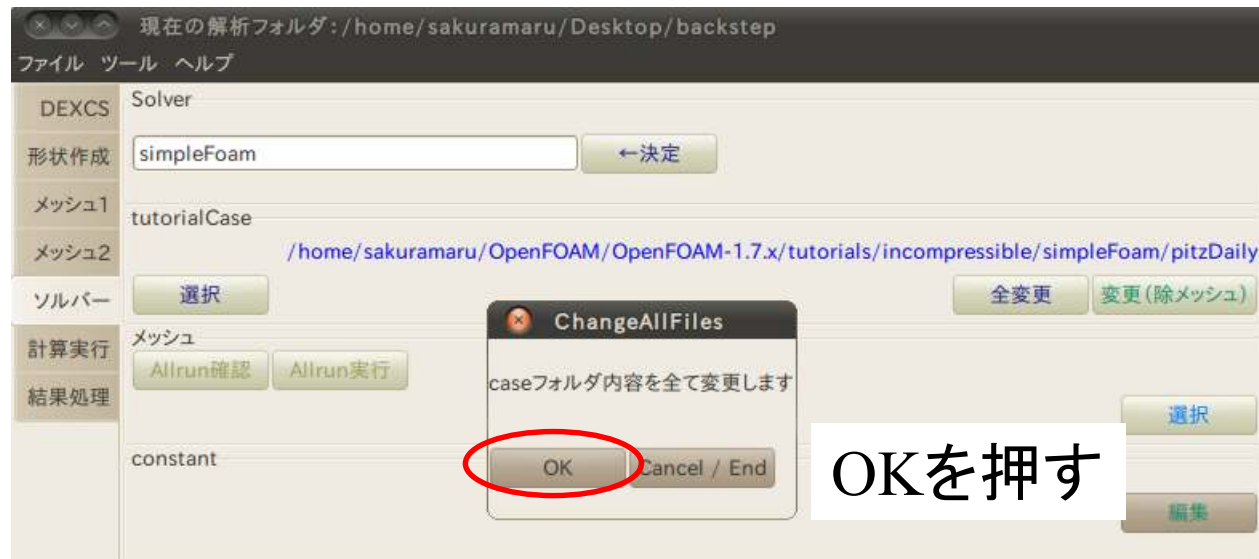 現在の解析フォルダ:/home/sakuramaru/Desktop/backstep
ファイル ツール ヘルプ
DEXCS
形状作成
メッシュ1
メッシュ2
ソルバー
計算実行
結果処理
Solver
simpleFoam
←決定
tutorialCase
/home/sakuramaru/OpenFOAM/OpenFOAM-1.7.x/tutorials/incompressible/simpleFoam/pitzDaily
選択
全変更
変更(除メッシュ)
メッシュ
Allrun確認
Allrun実行
選択
constant
編集
ChangeAllFiles
caseフォルダ内容を全て変更します
OK
Cancel / End
OKを押す